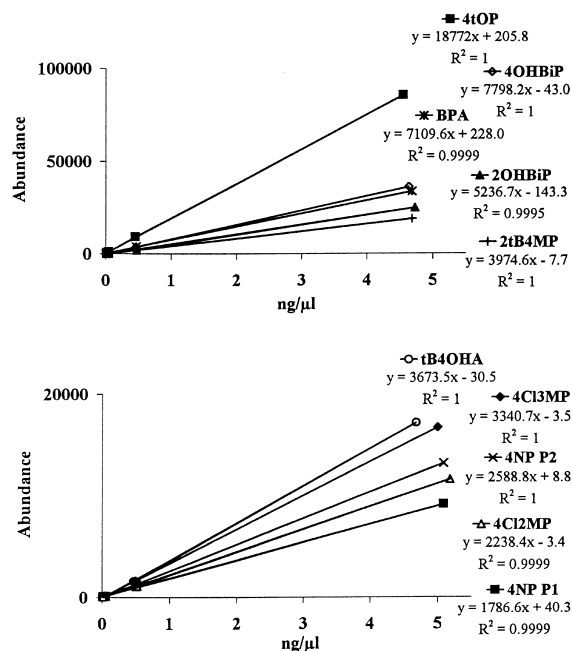 4tOP
y = 18772x + 205.8
R² = 1
4OHBiP
y = 7798.2x - 43.0
R² = 1
BPA
y = 7109.6x + 228.0
R² = 0.9999
2OHBiP
y = 5236.7x - 143.3
R² = 0.9995
2tB4MP
y = 3974.6x - 7.7
R² = 1
100000
50000
0
Abundance
0 1 2 3 4 5
ng/µl
tB4OHA
y = 3673.5x - 30.5
R² = 1
4Cl3MP
y = 3340.7x - 3.5
R² = 1
4NP P2
y = 2588.8x + 8.8
R² = 1
4Cl2MP
y = 2238.4x - 3.4
R² = 0.9999
4NP P1
y = 1786.6x + 40.3
R² = 0.9999
20000
0
Abundance
0 1 2 3 4 5
ng/µl